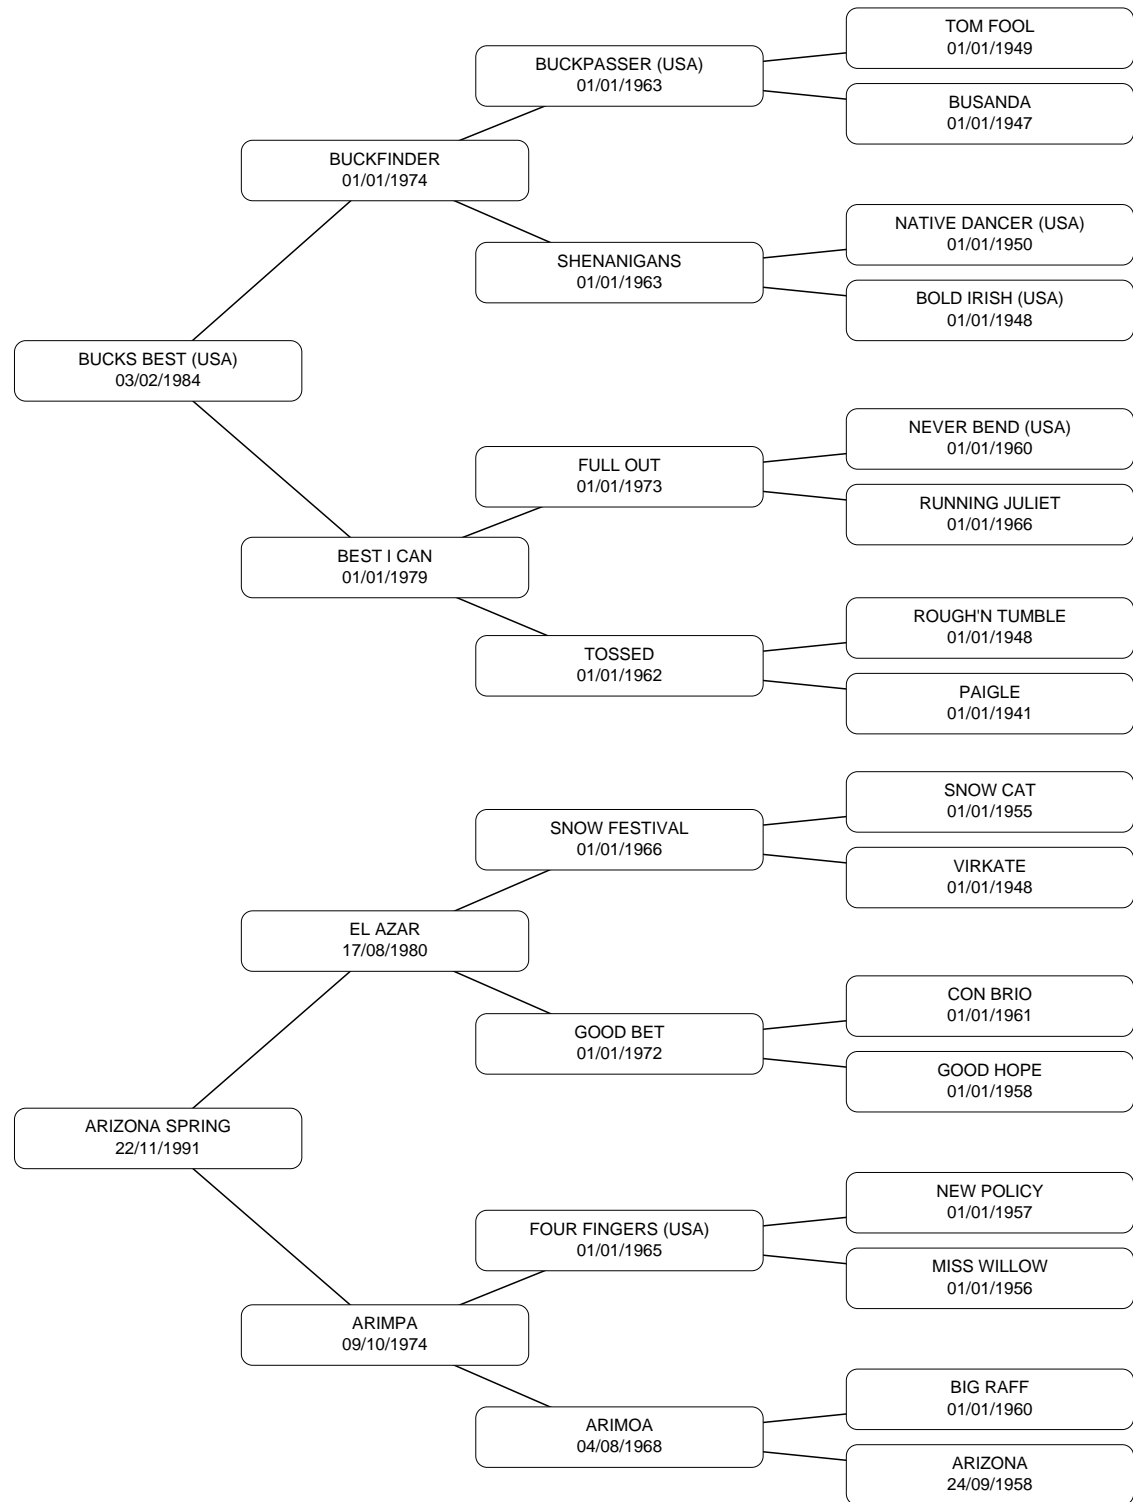 TOM FOOL
01/01/1949
BUCKPASSER (USA)
01/01/1963
BUSANDA
01/01/1947
BUCKFINDER
01/01/1974
NATIVE DANCER (USA)
01/01/1950
SHENANIGANS
01/01/1963
BOLD IRISH (USA)
01/01/1948
BUCKS BEST (USA)
03/02/1984
NEVER BEND (USA)
01/01/1960
FULL OUT
01/01/1973
RUNNING JULIET
01/01/1966
BEST I CAN
01/01/1979
ROUGH'N TUMBLE
01/01/1948
TOSSED
01/01/1962
PAIGLE
01/01/1941
SNOW CAT
01/01/1955
SNOW FESTIVAL
01/01/1966
VIRKATE
01/01/1948
EL AZAR
17/08/1980
CON BRIO
01/01/1961
GOOD BET
01/01/1972
GOOD HOPE
01/01/1958
ARIZONA SPRING
22/11/1991
NEW POLICY
01/01/1957
FOUR FINGERS (USA)
01/01/1965
MISS WILLOW
01/01/1956
ARIMPA
09/10/1974
BIG RAFF
01/01/1960
ARIMOA
04/08/1968
ARIZONA
24/09/1958